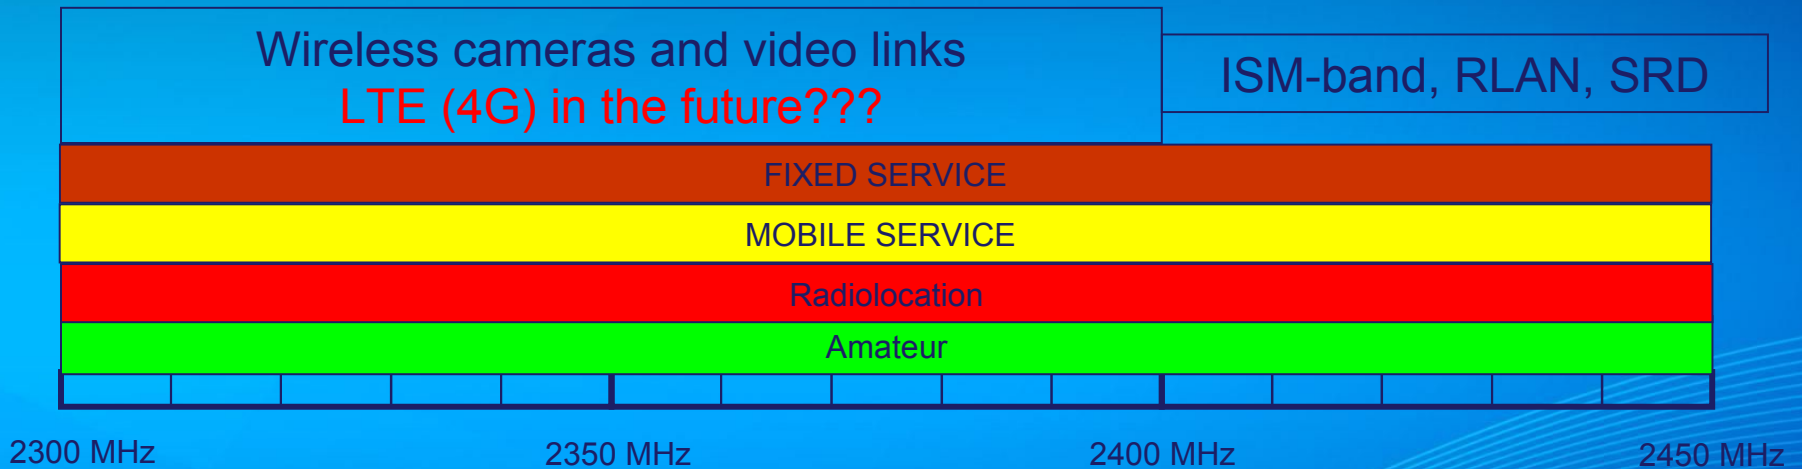 Wireless cameras and video links
LTE (4G) in the future???
ISM-band, RLAN, SRD
FIXED SERVICE
MOBILE SERVICE
Radiolocation
Amateur
2300 MHz
2350 MHz
2400 MHz
2450 MHz